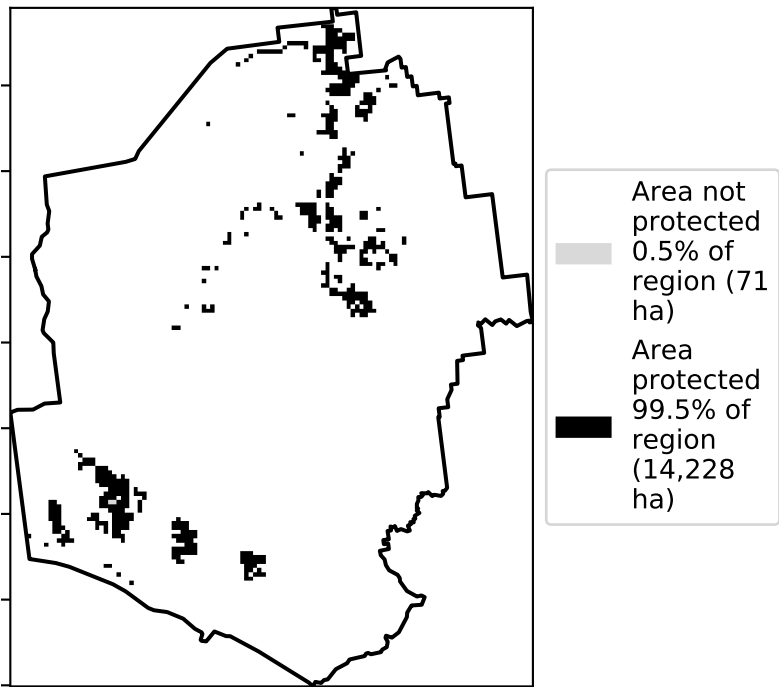 Area not
protected
0.5% of
region (71
ha)
Area
protected
99.5% of
region
(14,228
ha)